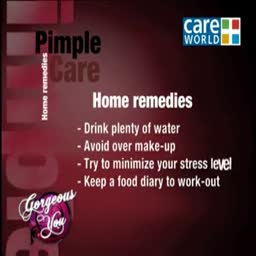 Pimple
Care
Home remedies
care
WORLD
Home remedies
- Drink plenty of water
- Avoid over make-up
- Try to minimize your stress level
- Keep a food diary to work-out
Gorgeous
You